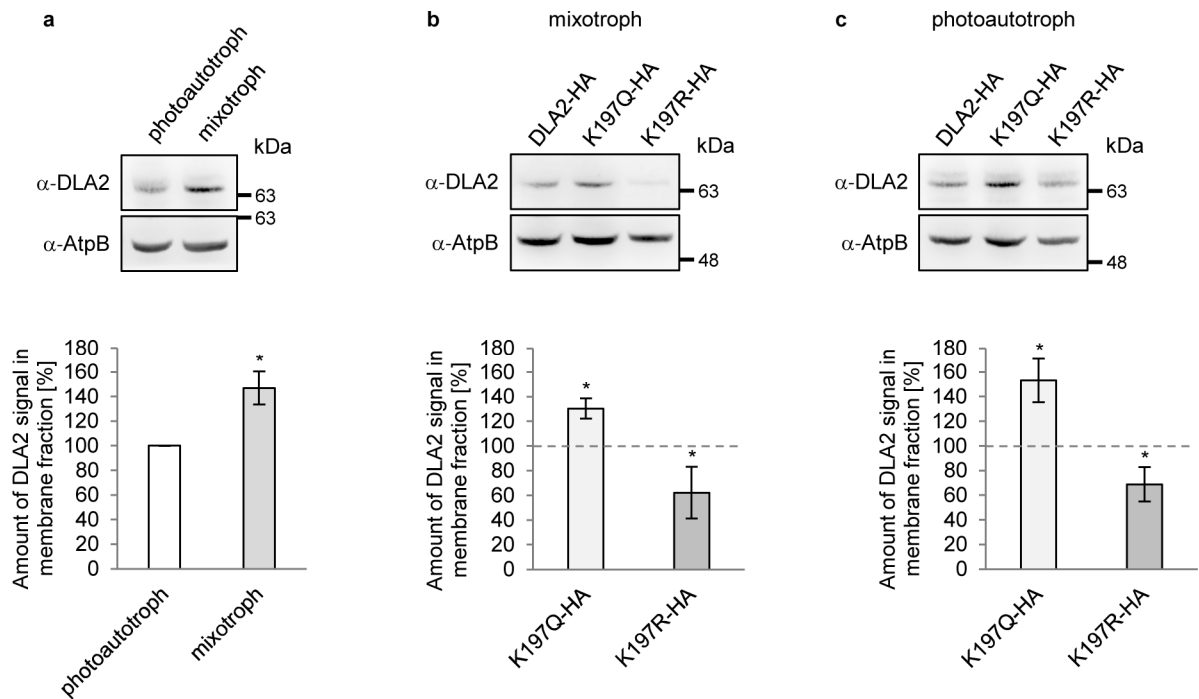 a
photoautotroph
mixotroph
kDa
α-DLA2
63
63
α-AtpB
180
160
140
120
100
80
60
40
20
0
Amount of DLA2 signal in
membrane fraction [%]
*
photoautotroph
mixotroph
b
mixotroph
DLA2-HA
K197Q-HA
K197R-HA
kDa
α-DLA2
63
α-AtpB
48
180
160
140
120
100
80
60
40
20
0
Amount of DLA2 signal in
membrane fraction [%]
*
*
K197Q-HA
K197R-HA
c
photoautotroph
DLA2-HA
K197Q-HA
K197R-HA
kDa
α-DLA2
63
α-AtpB
48
180
160
140
120
100
80
60
40
20
0
Amount of DLA2 signal in
membrane fraction [%]
*
*
K197Q-HA
K197R-HA